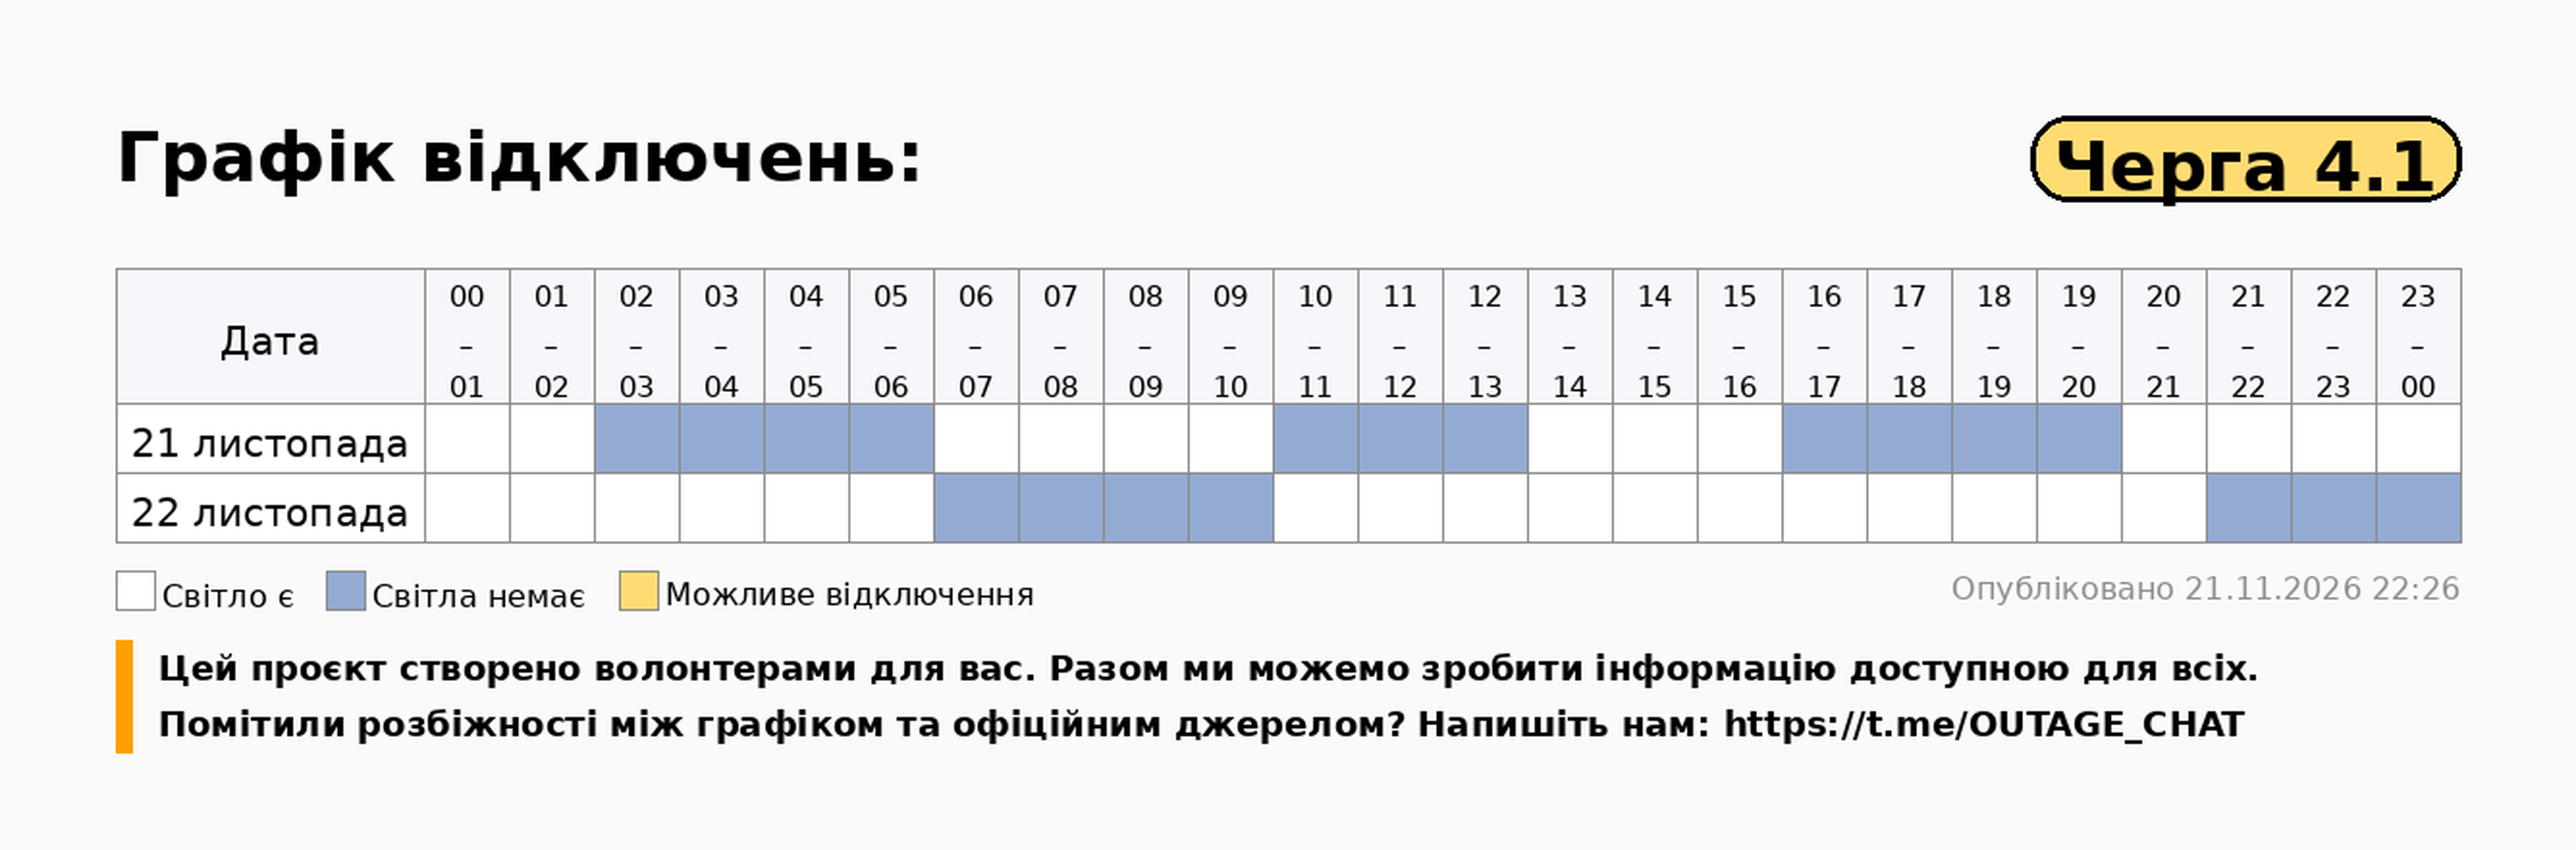 Графік відключень:
Черга 4.1
Дата
00 – 01
01 – 02
02 – 03
03 – 04
04 – 05
05 – 06
06 – 07
07 – 08
08 – 09
09 – 10
10 – 11
11 – 12
12 – 13
13 – 14
14 – 15
15 – 16
16 – 17
17 – 18
18 – 19
19 – 20
20 – 21
21 – 22
22 – 23
23 – 00
21 листопада
22 листопада
Світло є
Світла немає
Можливе відключення
Опубліковано 21.11.2026 22:26
Цей проєкт створено волонтерами для вас. Разом ми можемо зробити інформацію доступною для всіх.
Помітили розбіжності між графіком та офіційним джерелом? Напишіть нам: https://t.me/OUTAGE_CHAT